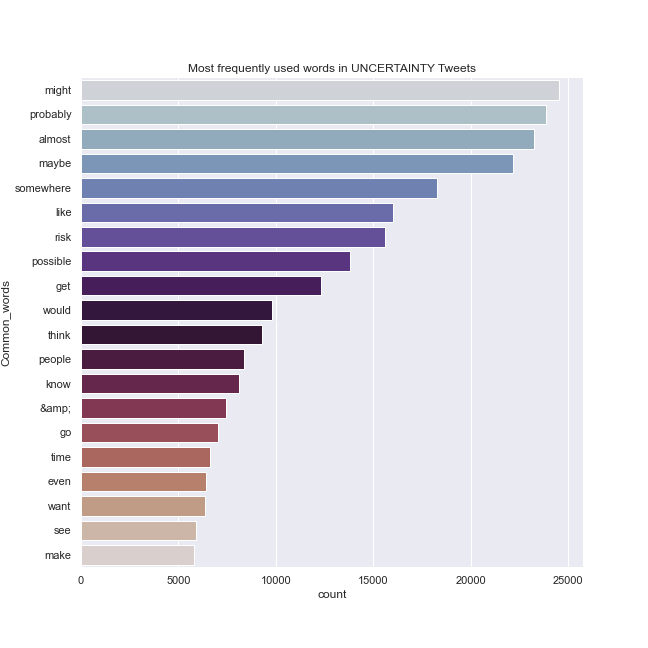 Most frequently used words in UNCERTAINTY Tweets
might
probably
almost
maybe
somewhere
like
risk
possible
get
would
think
people
know
&amp;
go
time
even
want
see
make
Common_words
0 5000 10000 15000 20000 25000
count